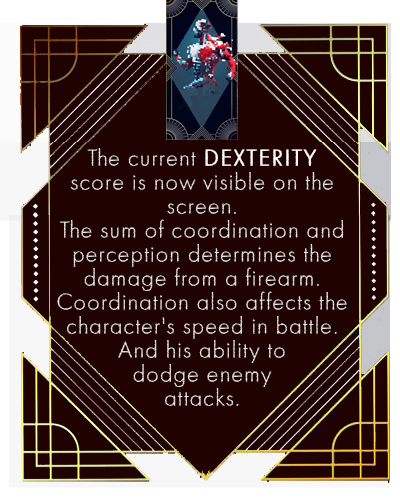 The current DEXTERITY
score is now visible on the
screen.
The sum of coordination and
perception determines the
damage from a firearm.
Coordination also affects the
character's speed in battle.
And his ability to
dodge enemy
attacks.